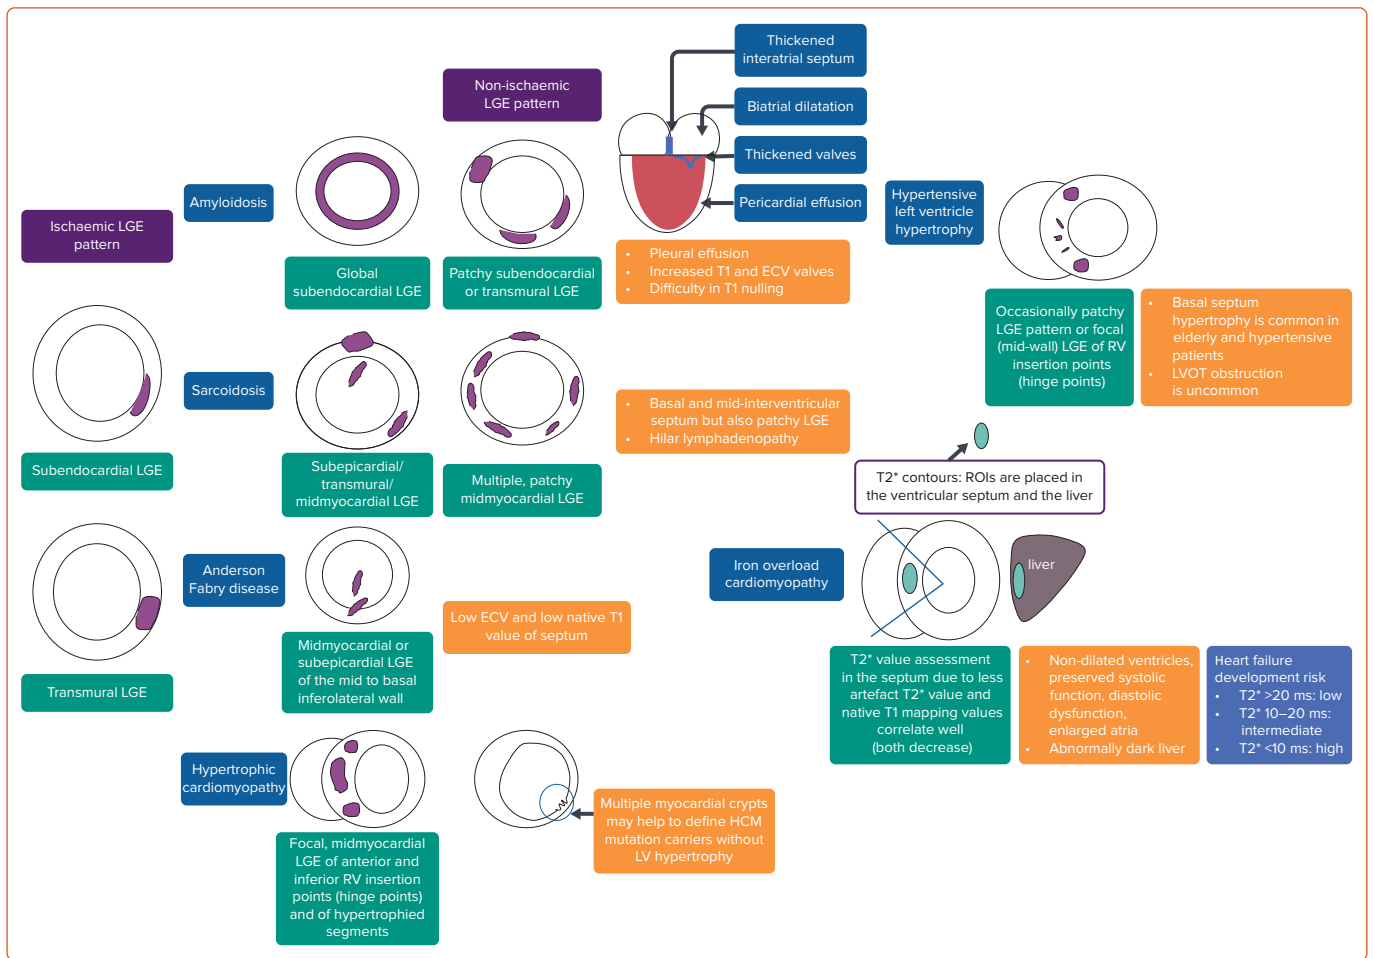 Thickened
interatrial septum
Non-ischaemic
LGE pattern
Biatrial dilatation
Thickened valves
Pericardial effusion
Amyloidosis
Ischaemic LGE
pattern
Global
subendocardial LGE
Patchy subendocardial
or transmural LGE
• Pleural effusion
• Increased T1 and ECV valves
• Difficulty in T1 nulling
Hypertensive
left ventricle
hypertrophy
Occasionally patchy
LGE pattern or focal
(mid-wall) LGE of RV
insertion points
(hinge points)
• Basal septum
hypertrophy is common in
elderly and hypertensive
patients
• LVOT obstruction
is uncommon
Sarcoidosis
Subendocardial LGE
Subepicardial/
transmural/
midmyocardial LGE
Multiple, patchy
midmyocardial LGE
• Basal and mid-interventricular
septum but also patchy LGE
• Hilar lymphadenopathy
T2* contours: ROIs are placed in
the ventricular septum and the liver
Anderson
Fabry disease
Midmyocardial or
subepicardial LGE
of the mid to basal
inferolateral wall
Low ECV and low native T1
value of septum
Transmural LGE
Iron overload
cardiomyopathy
liver
T2* value assessment
in the septum due to less
artefact T2* value and
native T1 mapping values
correlate well
(both decrease)
• Non-dilated ventricles,
preserved systolic
function, diastolic
dysfunction,
enlarged atria
• Abnormally dark liver
Heart failure
development risk
• T2* >20 ms: low
• T2* 10–20 ms:
intermediate
• T2* <10 ms: high
Hypertrophic
cardiomyopathy
Focal, midmyocardial
LGE of anterior and
inferior RV insertion
points (hinge points)
and of hypertrophied
segments
Multiple myocardial crypts
may help to define HCM
mutation carriers without
LV hypertrophy